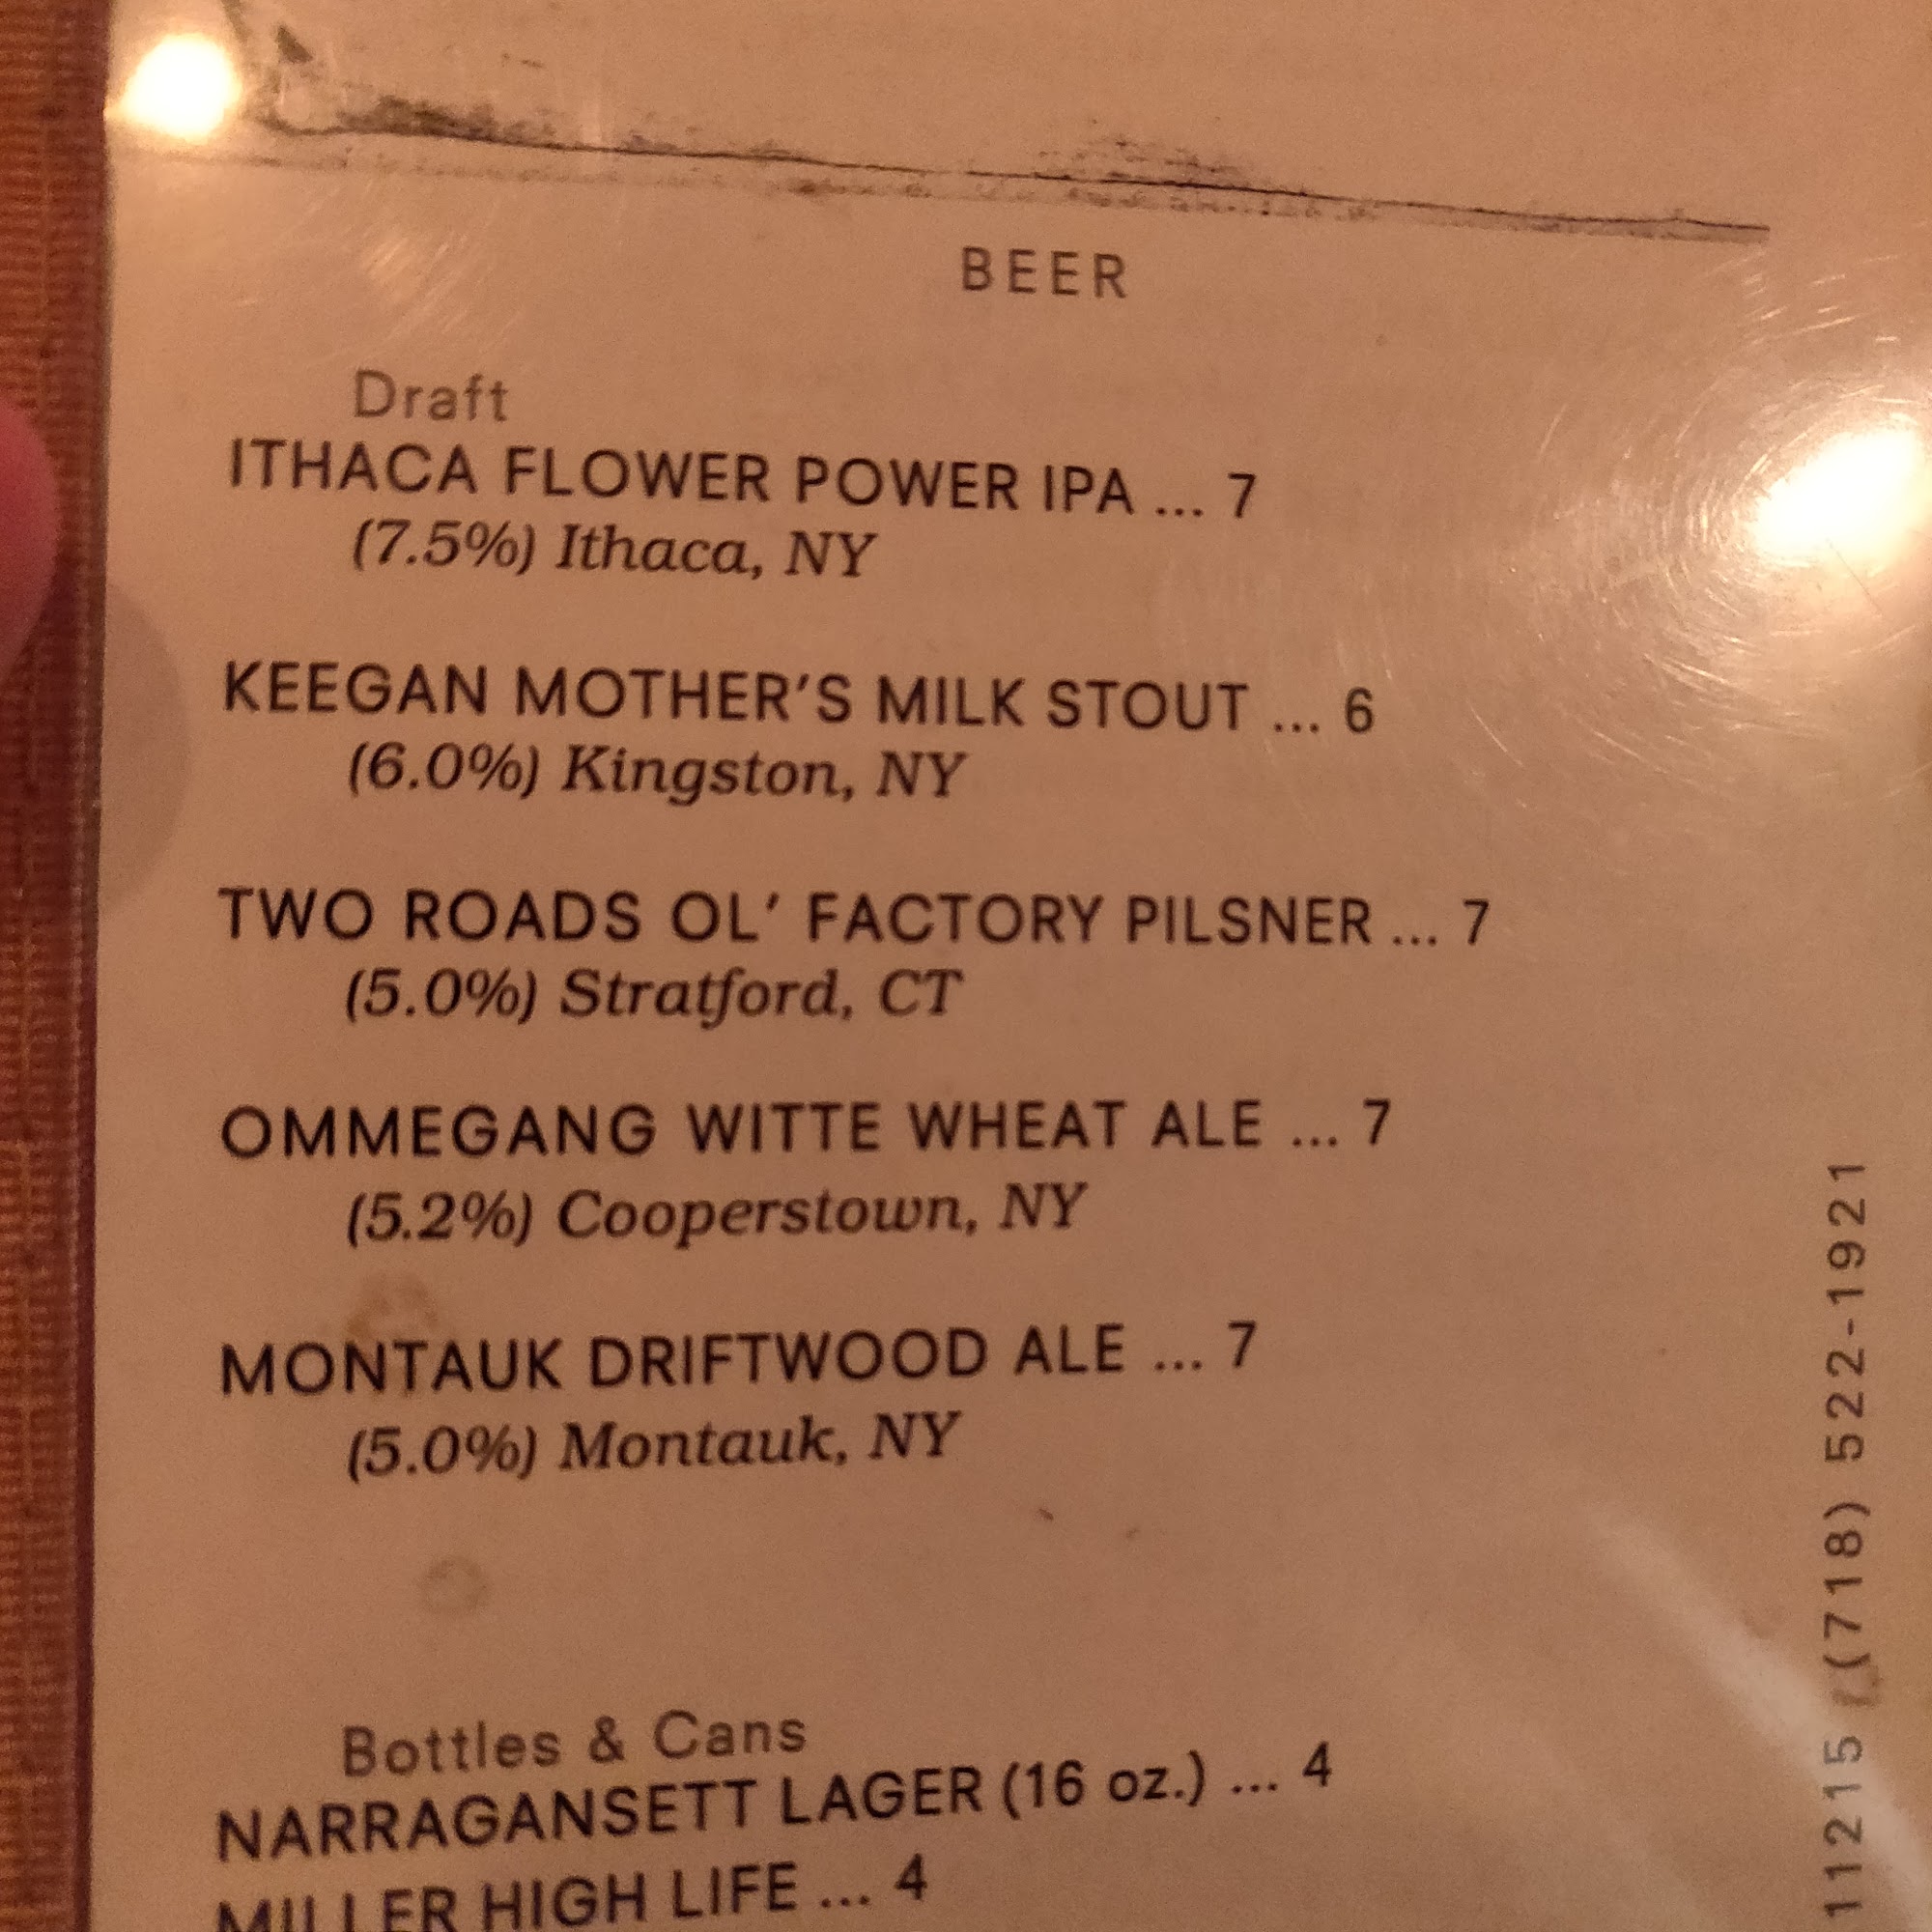 BEER
Draft
ITHACA FLOWER POWER IPA ... 7
(7.5%) Ithaca, NY
KEEGAN MOTHER'S MILK STOUT ... 6
(6.0%) Kingston, NY
TWO ROADS OL' FACTORY PILSNER ... 7
(5.0%) Stratford, CT
OMMEGANG WITTE WHEAT ALE ... 7
(5.2%) Cooperstown, NY
MONTAUK DRIFTWOOD ALE ... 7
(5.0%) Montauk, NY
Bottles & Cans
NARRAGANSETT LAGER (16 oz.) ... 4
MILLER HIGH LIFE ... 4
11215 (718) 522-1921